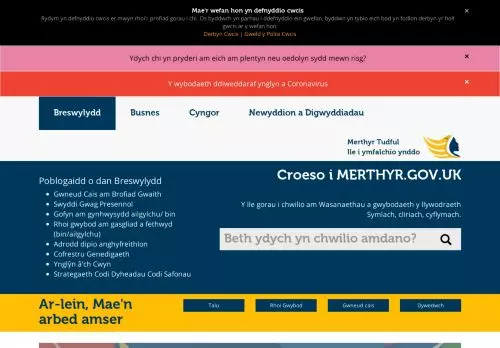 Mae'r wefan hon yn defnyddio cwcis
Rydym yn defnyddio cwcis er mwyn rhoi'r profiad gorau i chi. Os byddwch yn parhau i ddefnyddio ein gwefan, byddwn yn tybio eich bod yn fodlon derbyn yr holl
gwcis ar y wefan hon.
Derbyn Cwcis | Gweld y Polisi Cwcis
Ydych chi yn pryderi am eich am plentyn neu oedolyn sydd mewn risg?
×
Y wybodaeth ddiweddaraf ynglyn a Coronavirus
×
Breswylydd
Busnes
Cyngor
Newyddion a Digwyddiadau
Merthyr Tudful
lle i ymfalchio ynddo
Croeso i MERTHYR.GOV.UK
Y lle gorau i chwilio am Wasanaethau a gwybodaeth y llywodraeth
Symlach, cliriach, cyflymach.
Beth ydych yn chwilio amdano?
Poblogaidd o dan Breswylydd
Gwneud Cais am Brofiad Gwaith
Swyddi Gwag Presennol
Gofyn am gynhwysydd ailgylchu/ bin
Rhoi gwybod am gasgliad a fethwyd
(bin/ailgylchu)
Adrodd dipio anghyfreithlon
Cofrestru Genedigaeth
Ynglŷn â'ch Cwyn
Strategaeth Codi Dyheadau Codi Safonau
Ar-lein, Mae'n
arbed amser
Talu
Rhoi Gwybod
Gwneud cais
Dywedwch